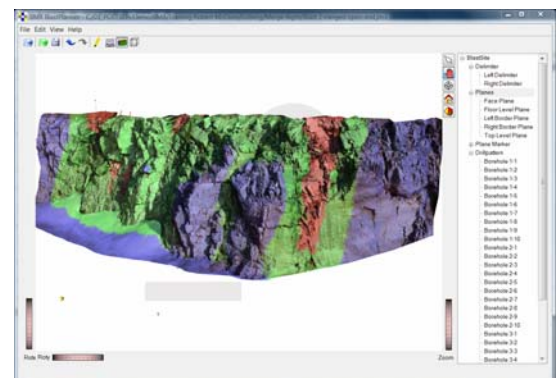 File Edit View Help
BlastSite
Delimiter
Left Delimiter
Right Delimiter
Planes
Face Plane
Floor Level Plane
Left Border Plane
Right Border Plane
Top Level Plane
Plane Marker
Drillpattern
Borehole 1-1
Borehole 1-2
Borehole 1-3
Borehole 1-4
Borehole 1-5
Borehole 1-6
Borehole 1-7
Borehole 1-8
Borehole 1-9
Borehole 1-10
Borehole 2-1
Borehole 2-2
Borehole 2-3
Borehole 2-4
Borehole 2-5
Borehole 2-6
Borehole 2-7
Borehole 2-8
Borehole 2-9
Borehole 2-10
Borehole 3-1
Borehole 3-2
Borehole 3-3
Borehole 3-4
Rotx Roty
Zoom